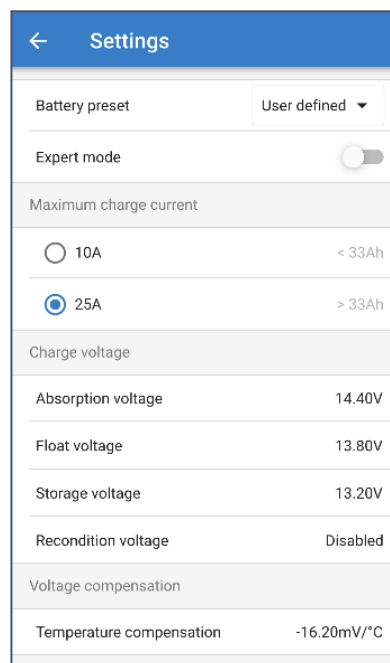 Settings
Battery preset User defined
Expert mode
Maximum charge current
10A < 33Ah
25A > 33Ah
Charge voltage
Absorption voltage 14.40V
Float voltage 13.80V
Storage voltage 13.20V
Recondition voltage Disabled
Voltage compensation
Temperature compensation -16.20mV/°C